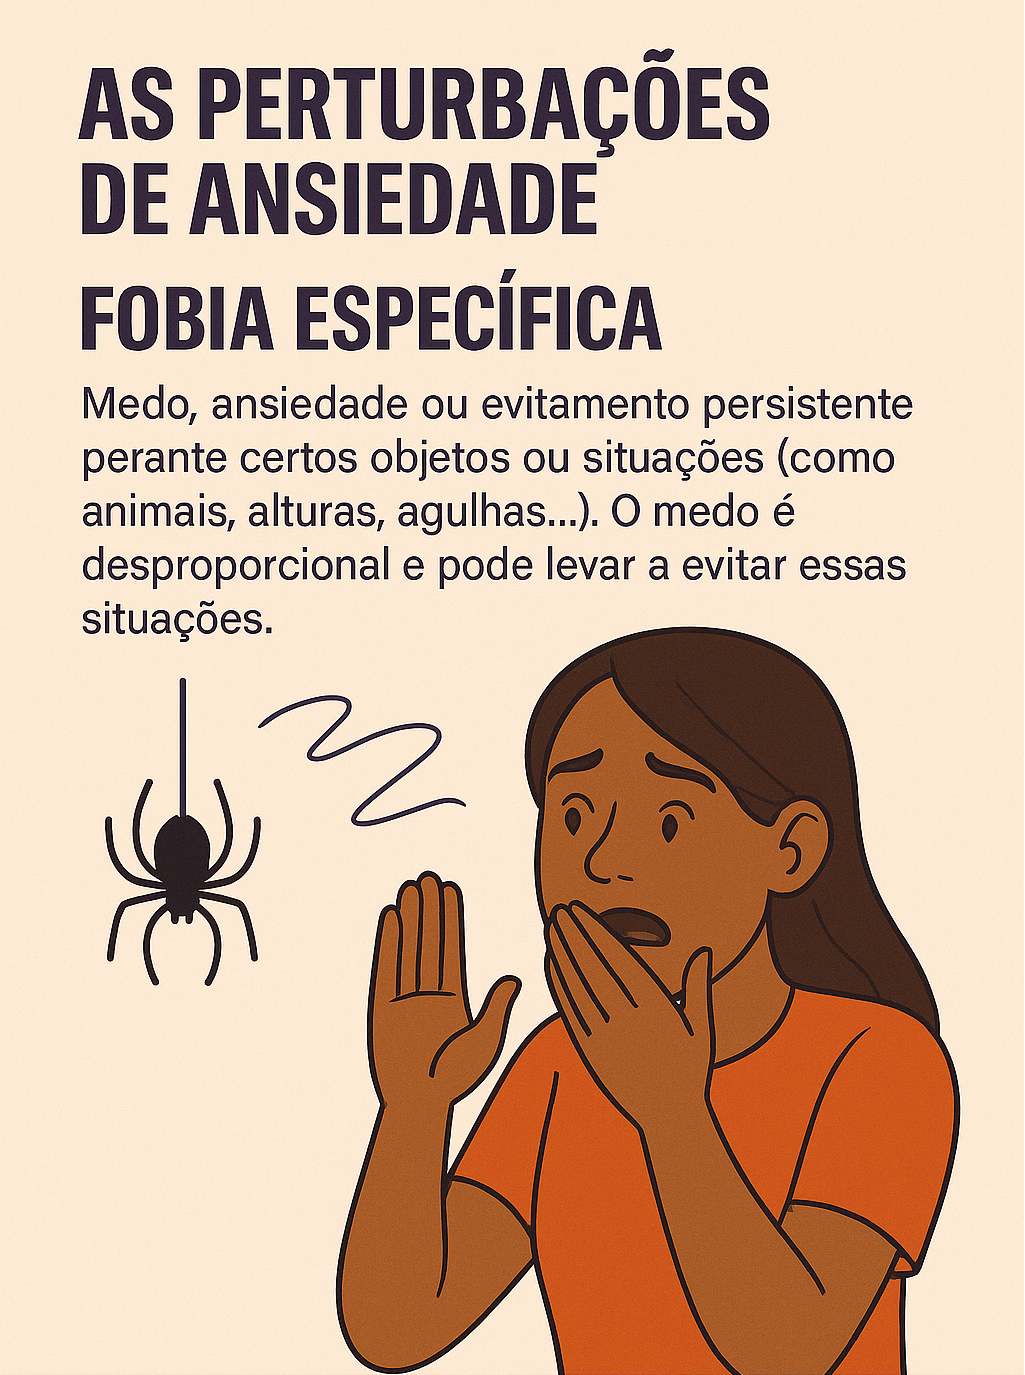 AS PERTURBAÇÕES
DE ANSIEDADE
FOBIA ESPECÍFICA
Medo, ansiedade ou evitamento persistente
perante certos objetos ou situações (como
animais, alturas, agulhas...). O medo é
desproporcional e pode levar a evitar essas
situações.